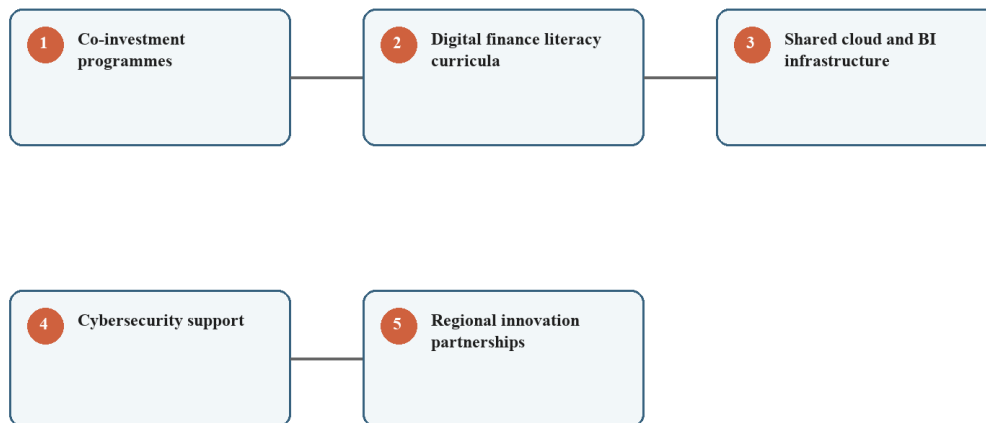 1 Co-investment
programmes
2 Digital finance literacy
curricula
3 Shared cloud and BI
infrastructure
4 Cybersecurity support
5 Regional innovation
partnerships